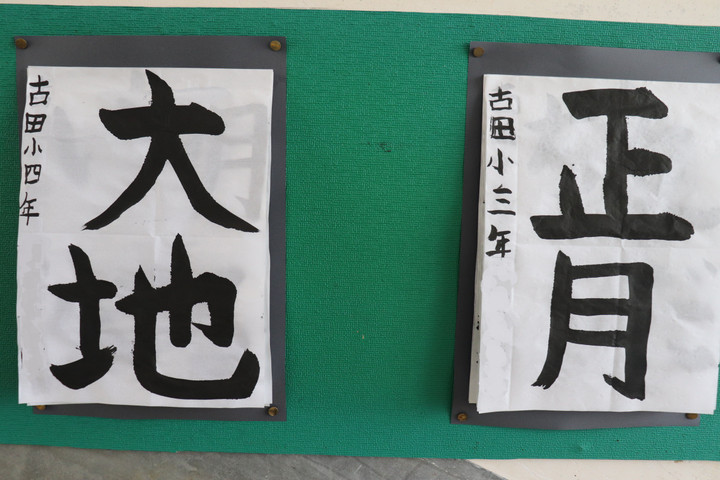 大地
古田小四年
正月
古田小三年